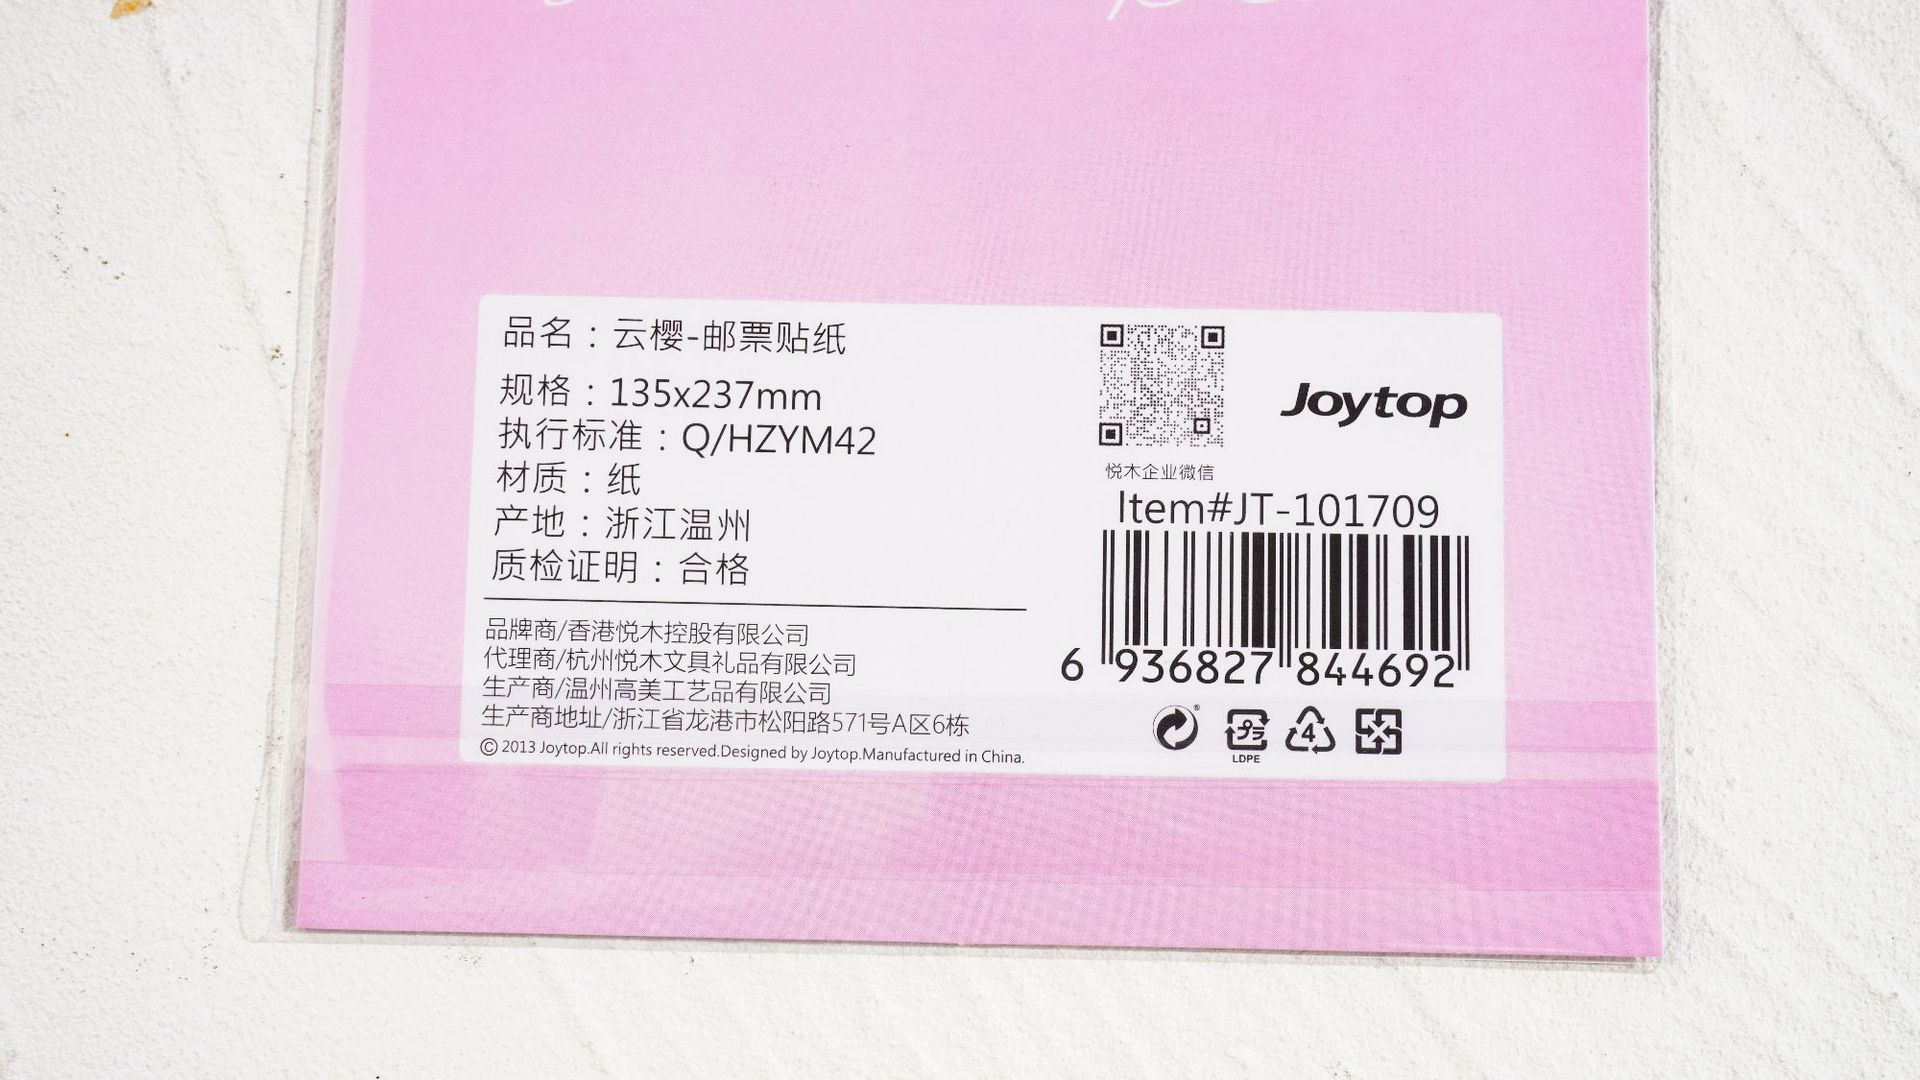 品名：云樱-邮票贴纸
规格：135x237mm
执行标准：Q/HZYM42
材质：纸
产地：浙江温州
质检证明：合格
品牌商/香港悦木控股有限公司
代理商/杭州悦木文具礼品有限公司
生产商/温州高美工艺品有限公司
生产商地址/浙江省龙港市松阳路571号A区6栋
© 2013 Joytop.All rights reserved.Designed by Joytop.Manufactured in China.
Joytop
悦木企业微信
Item#JT-101709
6 936827 844692
プラ
LDPE
4